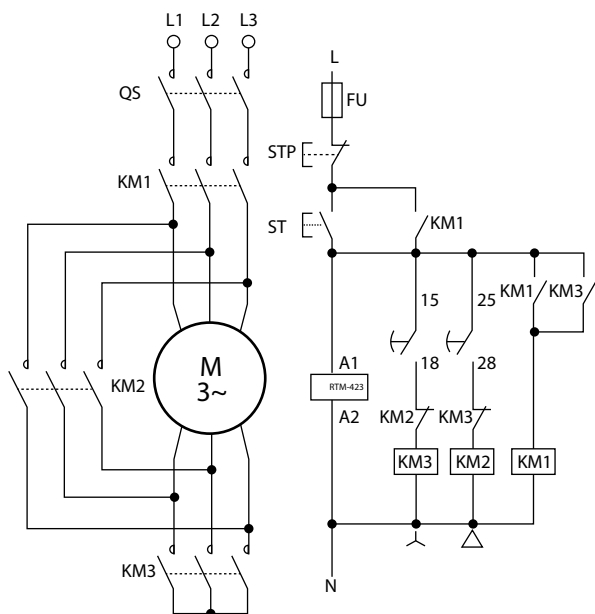 L1 L2 L3
QS
KM1
KM2
M
3~
KM3
L
FU
STP
ST
KM1
15 25
KM1 KM3
18 28
A1
RTM-423
A2
KM2 KM3
KM3 KM2 KM1
N